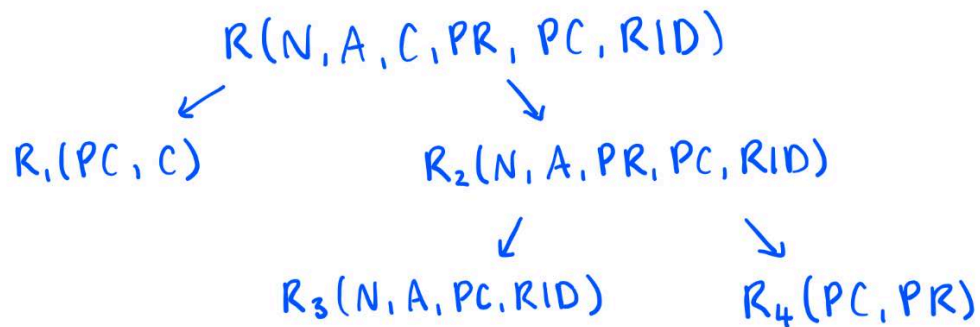 R(N, A, C, PR, PC, RID)
R₁(PC, C) R₂(N, A, PR, PC, RID)
R₃(N, A, PC, RID) R₄(PC, PR)